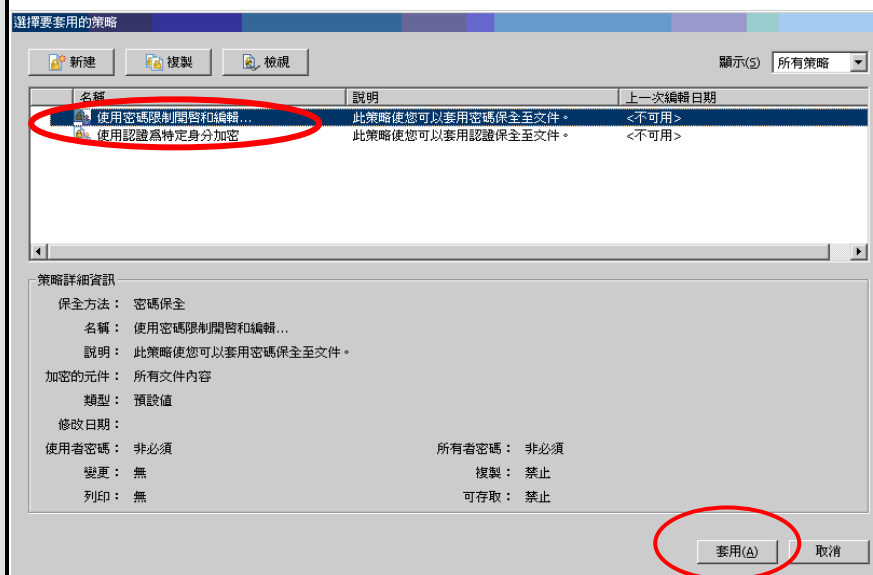 選擇要套用的策略
新建 複製 檢視 顯示(S) 所有策略
名稱 說明 上一次編輯日期
使用密碼限制開啓和編輯... 此策略使您可以套用密碼保全至文件。 <不可用>
使用認證爲特定身分加密 此策略使您可以套用認證保全至文件。 <不可用>
策略詳細資訊
保全方法： 密碼保全
名稱： 使用密碼限制開啓和編輯...
說明： 此策略使您可以套用密碼保全至文件。
加密的元件： 所有文件內容
類型： 預設値
修改日期：
使用者密碼： 非必須 所有者密碼： 非必須
變更： 無 複製： 禁止
列印： 無 可存取： 禁止
套用(A) 取消